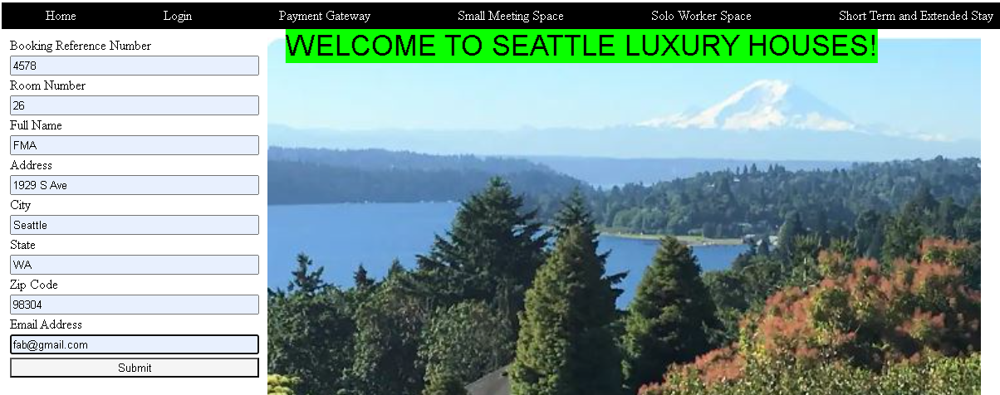 Home Login Payment Gateway Small Meeting Space Solo Worker Space Short Term and Extended Stay
WELCOME TO SEATTLE LUXURY HOUSES!
Booking Reference Number
4578
Room Number
26
Full Name
FMA
Address
1929 S Ave
City
Seattle
State
WA
Zip Code
98304
Email Address
fab@gmail.com
Submit